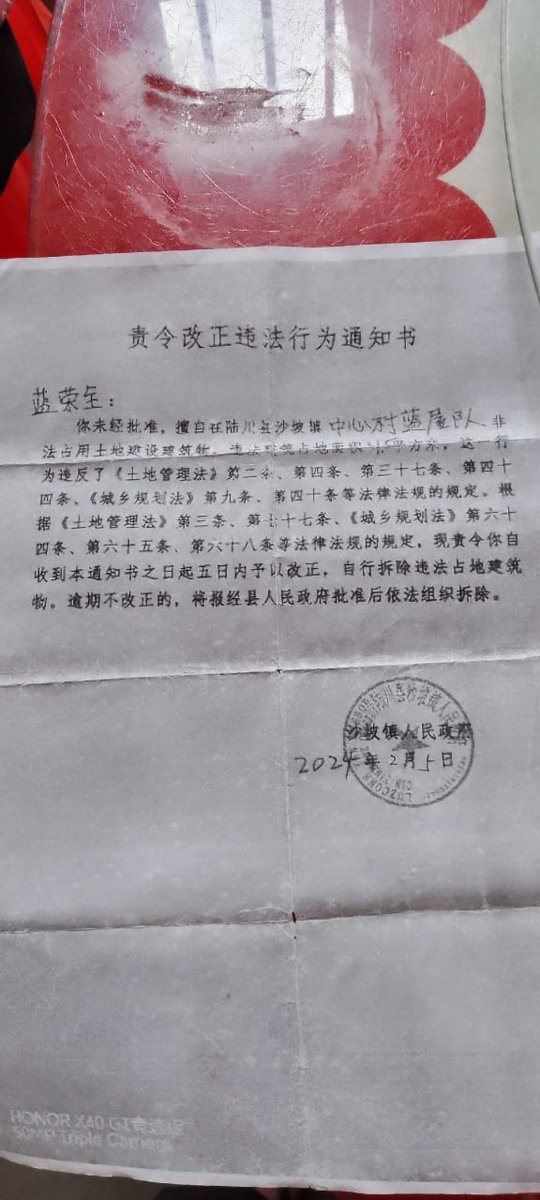 责令改正违法行为通知书
蓝荣生：
你未经批准，擅自在陆川县沙坡镇中心村蓝屋队非
法占用土地建设建筑物，违法建筑占地面积 平方米，这一行
为违反了《土地管理法》第二条、第四条、第三十七条、第四十
四条、《城乡规划法》第九条、第四十条等法律法规的规定。根
据《土地管理法》第三条、第七十七条、《城乡规划法》第六十
四条、第六十五条、第六十八条等法律法规的规定，现责令你自
收到本通知书之日起五日内予以改正，自行拆除违法占地建筑
物。逾期不改正的，将报经县人民政府批准后依法组织拆除。
沙坡镇人民政府
2024年2月5日
HONOR X40 GT竞速版
50MP Triple Camera